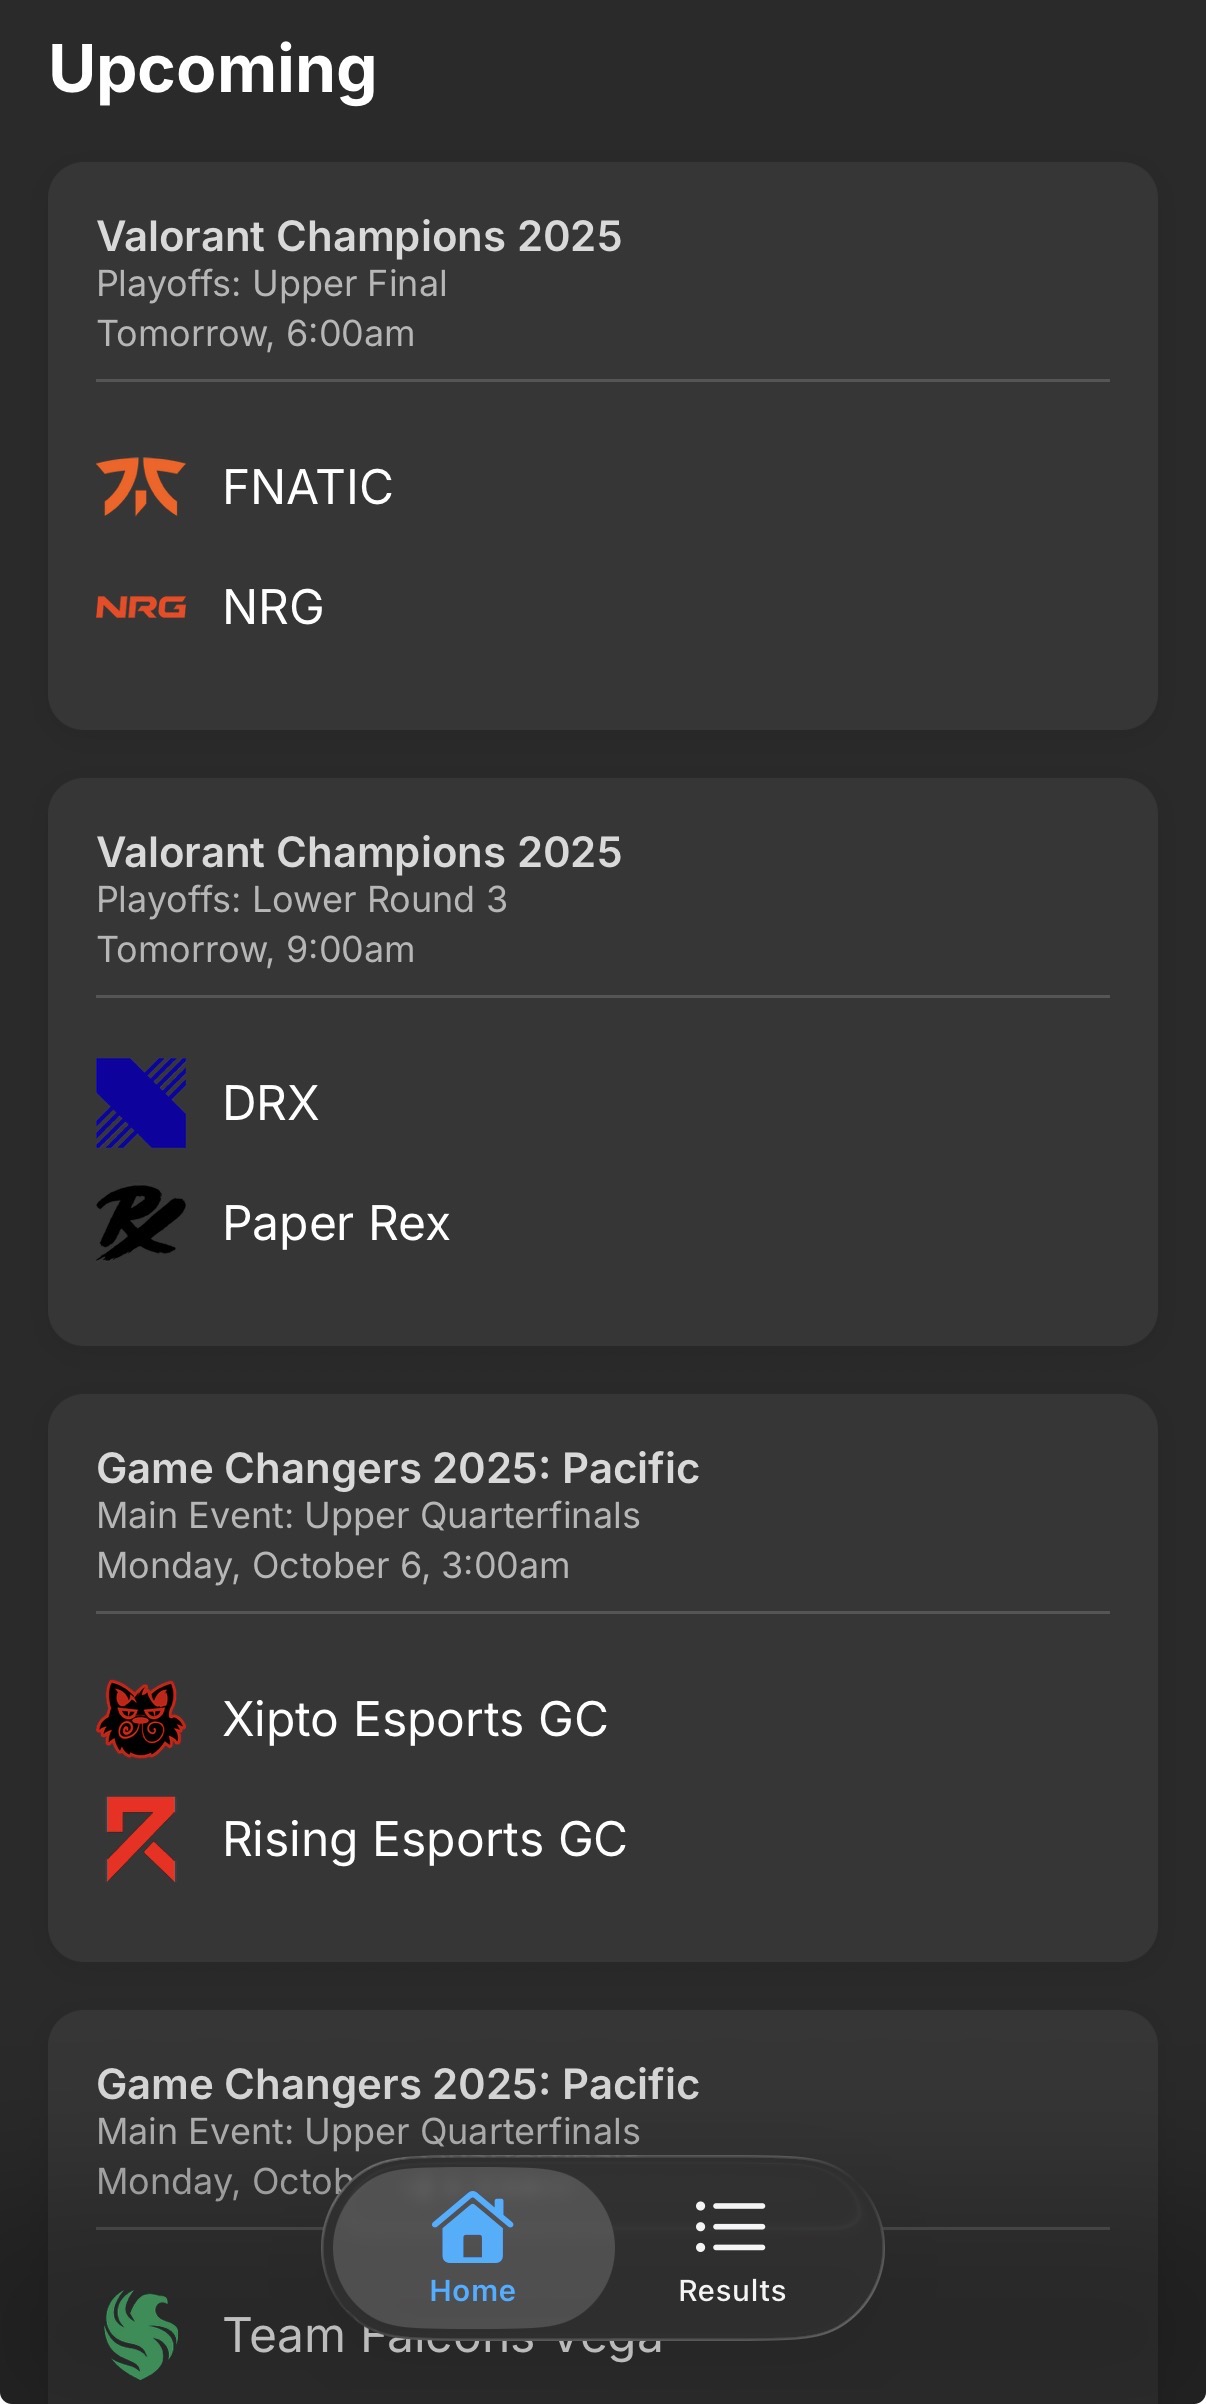 Upcoming
Valorant Champions 2025
Playoffs: Upper Final
Tomorrow, 6:00am
FNATIC
NRG NRG
Valorant Champions 2025
Playoffs: Lower Round 3
Tomorrow, 9:00am
DRX
Paper Rex
Game Changers 2025: Pacific
Main Event: Upper Quarterfinals
Monday, October 6, 3:00am
Xipto Esports GC
Rising Esports GC
Game Changers 2025: Pacific
Main Event: Upper Quarterfinals
Monday, Octob
Team Falcons Vega
Home
Results